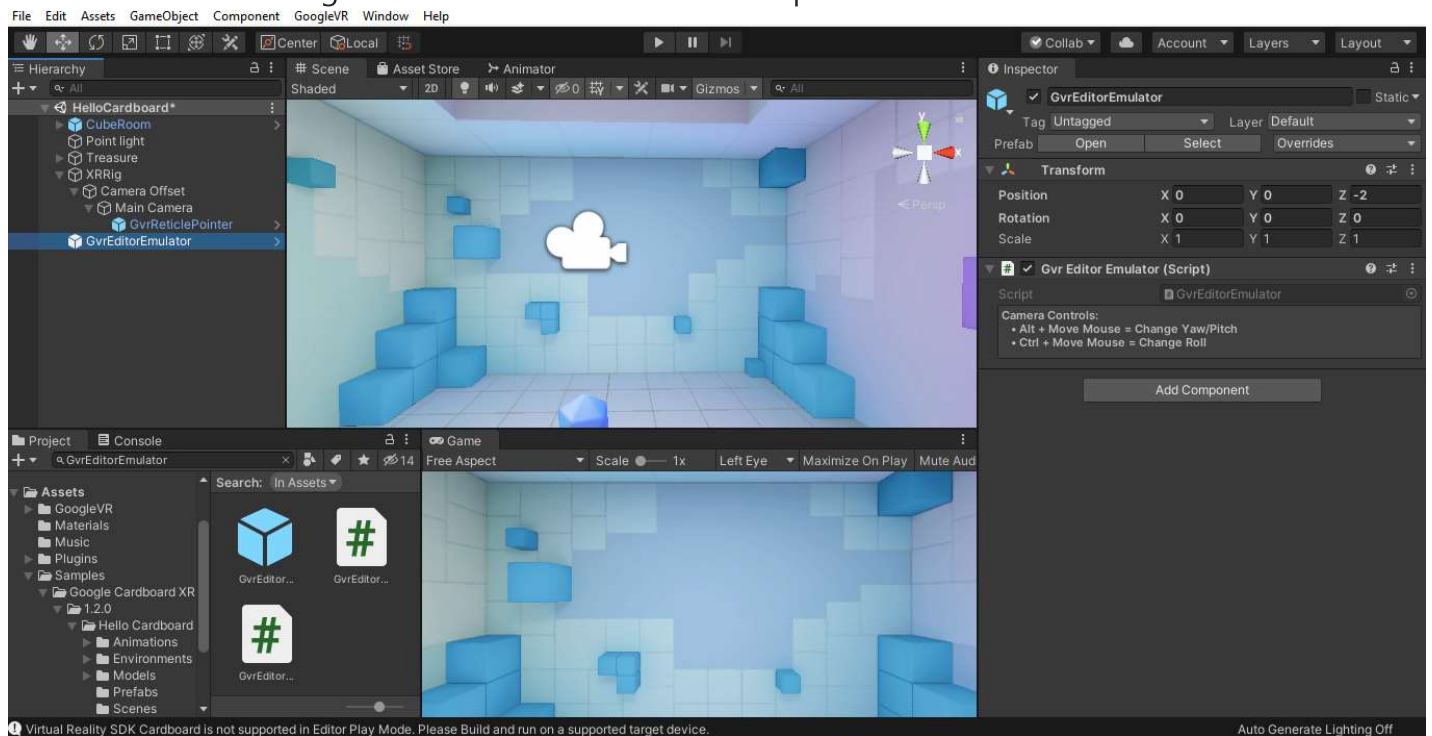 File Edit Assets GameObject Component GoogleVR Window Help
Center Local Collab Account Layers Layout
Hierarchy
All
HelloCardboard*
CubeRoom
Point light
Treasure
XRRig
Camera Offset
Main Camera
GvrReticlePointer
GvrEditorEmulator
Scene Asset Store Animator
Shaded 2D 0 Gizmos All
y
x
Persp
Inspector
GvrEditorEmulator Static
Tag Untagged Layer Default
Prefab Open Select Overrides
Transform
Position X 0 Y 0 Z -2
Rotation X 0 Y 0 Z 0
Scale X 1 Y 1 Z 1
# Gvr Editor Emulator (Script)
Script GvrEditorEmulator
Camera Controls:
• Alt + Move Mouse = Change Yaw/Pitch
• Ctrl + Move Mouse = Change Roll
Add Component
Project Console
GvrEditorEmulator 14
Assets
GoogleVR
Materials
Music
Plugins
Samples
Google Cardboard XR
1.2.0
Hello Cardboard
Animations
Environments
Models
Prefabs
Scenes
Search: In Assets
#
GvrEditor... GvrEditor...
#
GvrEditor...
Game
Free Aspect Scale 1x Left Eye Maximize On Play Mute Aud
Virtual Reality SDK Cardboard is not supported in Editor Play Mode. Please Build and run on a supported target device. Auto Generate Lighting Off